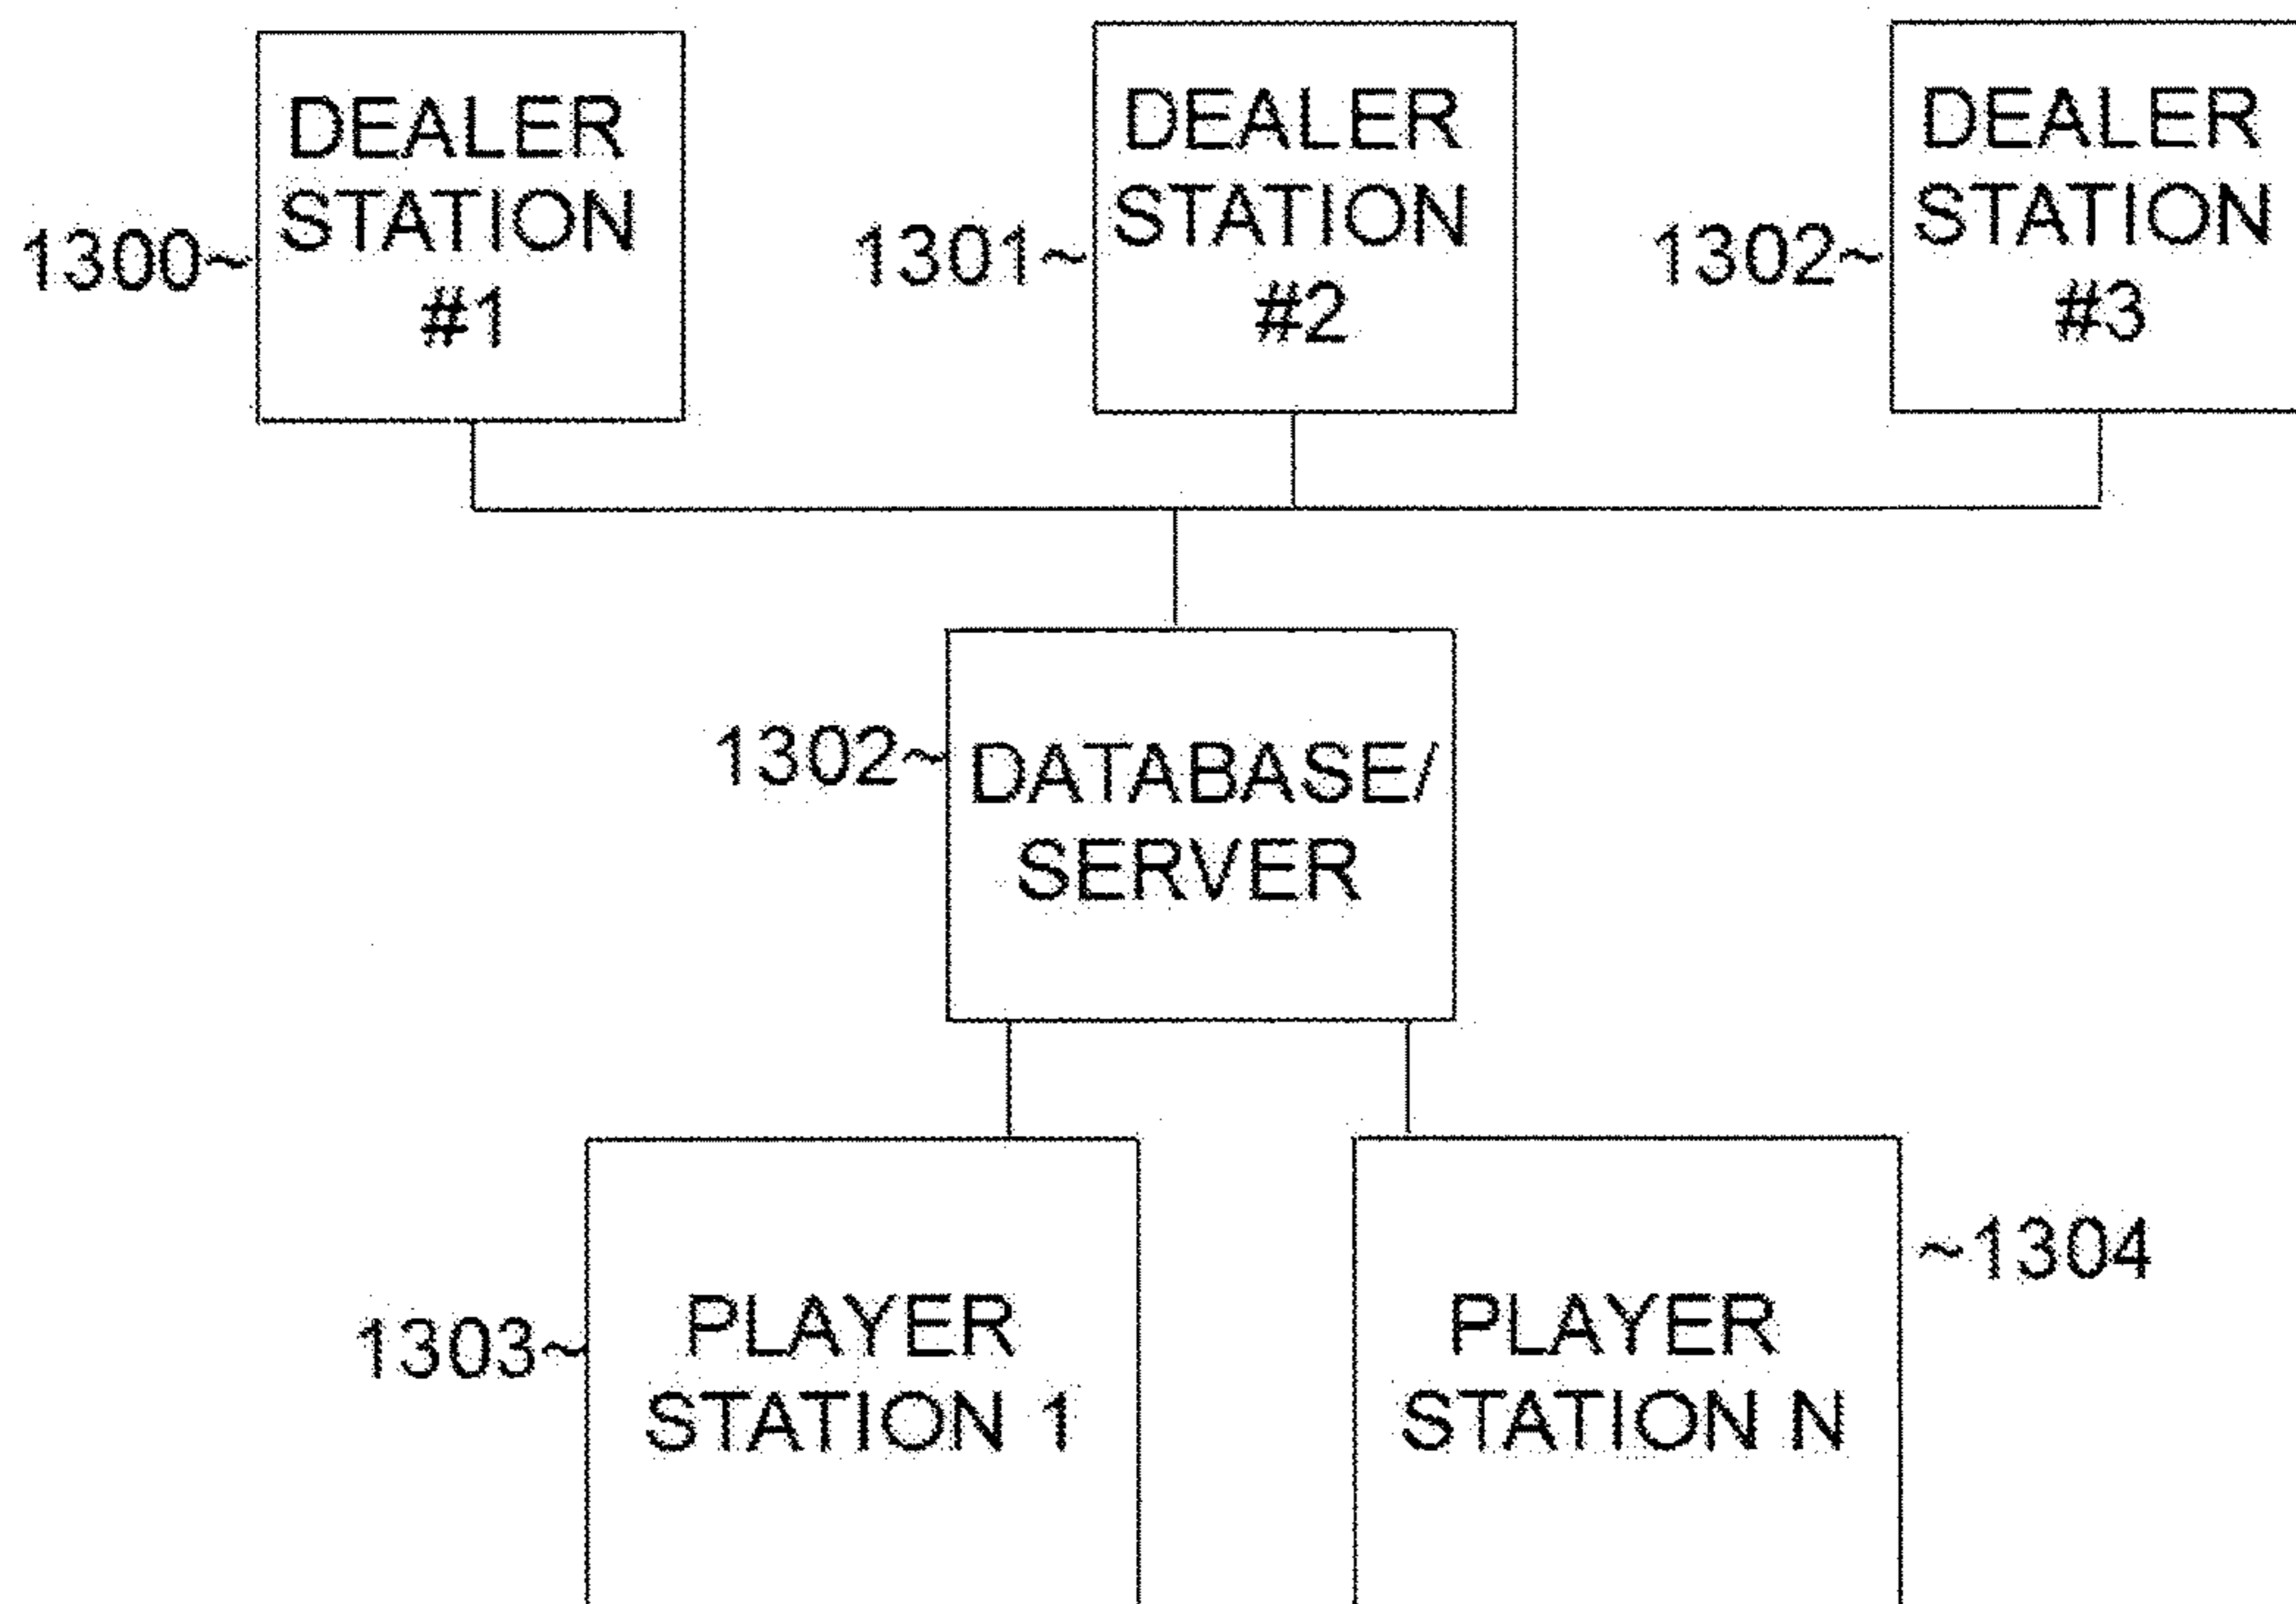 DEALER
STATION
#1
1300~
DEALER
STATION
#2
1301~
DEALER
STATION
#3
1302~
DATABASE/
SERVER
1302~
PLAYER
STATION 1
1303~
PLAYER
STATION N
~1304